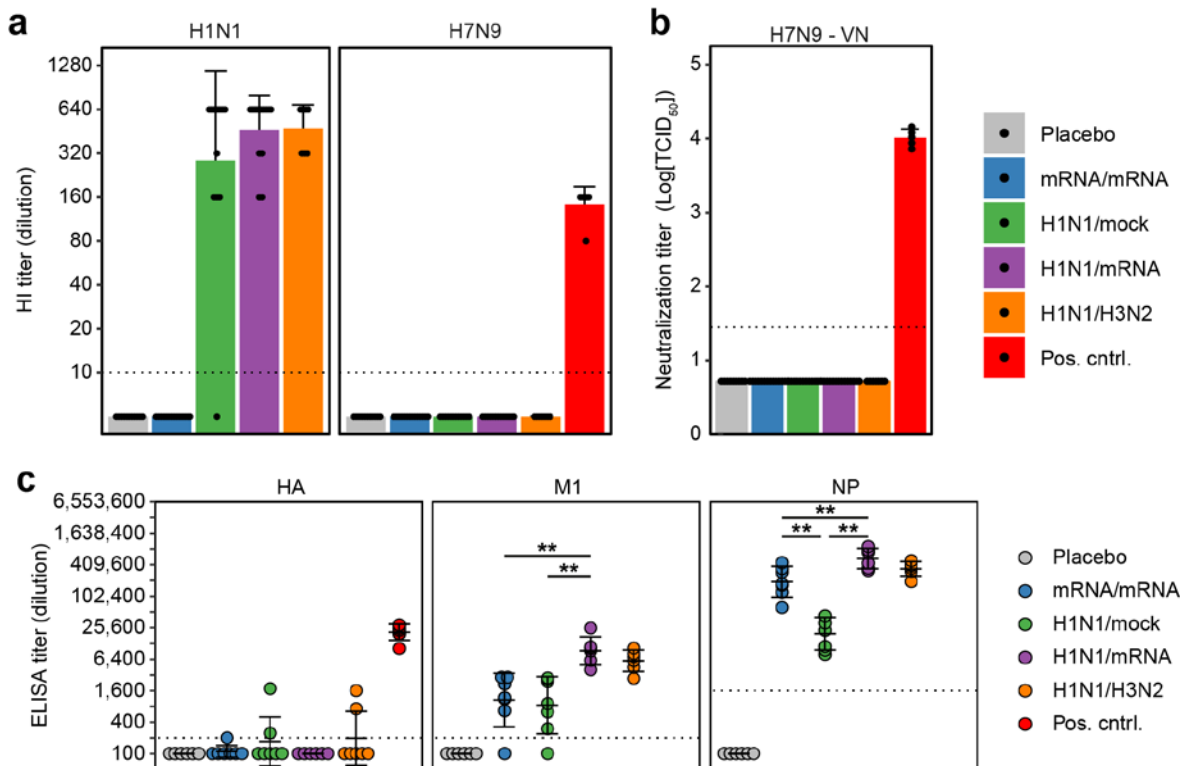 a
H1N1
H7N9
HI titer (dilution)
1280
640
320
160
80
40
20
10
b
H7N9 - VN
Neutralization titer (Log[TCID50])
5
4
3
2
1
0
Placebo
mRNA/mRNA
H1N1/mock
H1N1/mRNA
H1N1/H3N2
Pos. cntrl.
c
HA
M1
NP
ELISA titer (dilution)
6,553,600
1,638,400
409,600
102,400
25,600
6,400
1,600
400
100
**
**
**
**
**
Placebo
mRNA/mRNA
H1N1/mock
H1N1/mRNA
H1N1/H3N2
Pos. cntrl.